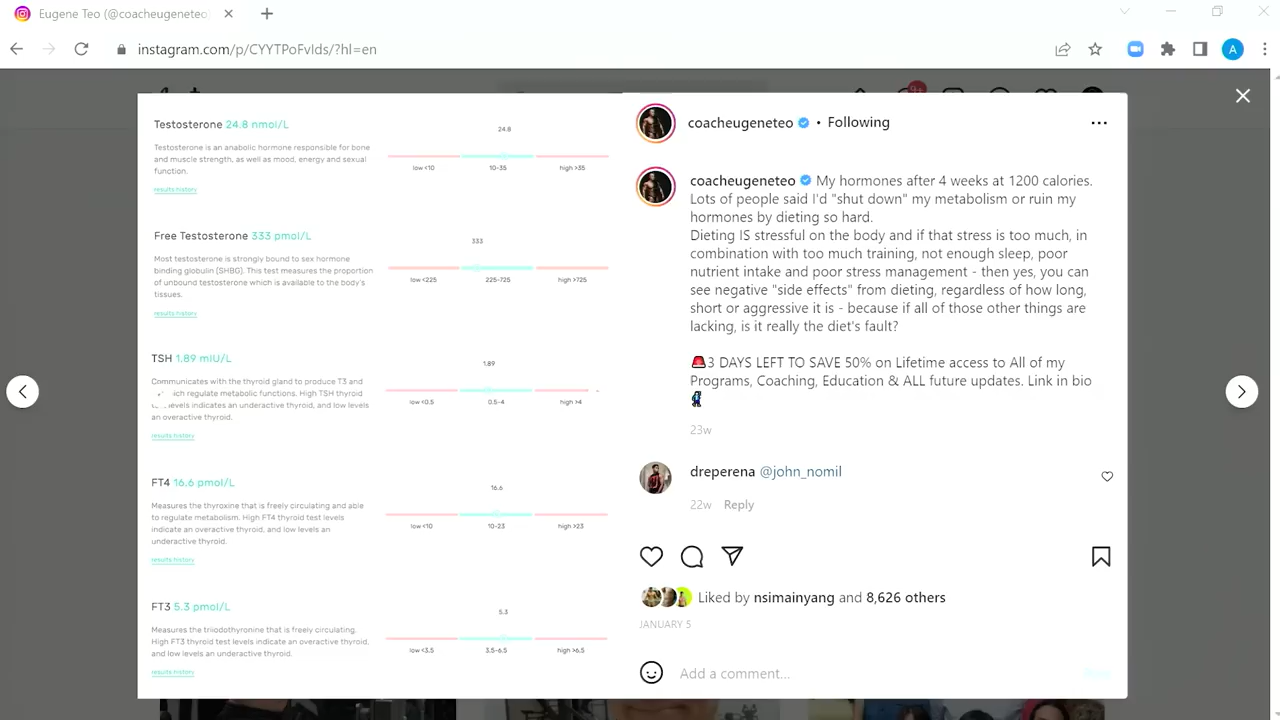 Eugene Teo (@coacheugeneteo
instagram.com/p/CYYTPoFvIds/?hl=en
A
9+
Testosterone 24.8 nmol/L
Testosterone is an anabolic hormone responsible for bone
and muscle strength, as well as mood, energy and sexual
function.
results history
24.8
low <10 10-35 high >35
Free Testosterone 333 pmol/L
Most testosterone is strongly bound to sex hormone
binding globulin (SHBG). This test measures the proportion
of unbound testosterone which is available to the body's
tissues.
results history
333
low <225 225-725 high >725
TSH 1.89 mIU/L
Communicates with the thyroid gland to produce T3 and
ich regulate metabolic functions. High TSH thyroid
levels indicates an underactive thyroid, and low levels
an overactive thyroid.
results history
1.89
low <0.5 0.5-4 high >4
FT4 16.6 pmol/L
Measures the thyroxine that is freely circulating and able
to regulate metabolism. High FT4 thyroid test levels
indicate an overactive thyroid, and low levels an
underactive thyroid.
results history
16.6
low <10 10-23 high >23
FT3 5.3 pmol/L
Measures the triiodothyronine that is freely circulating.
High FT3 thyroid test levels indicate an overactive thyroid,
and low levels an underactive thyroid.
results history
5.3
low <3.5 3.5-6.5 high >6.5
coacheugeneteo • Following
coacheugeneteo My hormones after 4 weeks at 1200 calories.
Lots of people said I'd "shut down" my metabolism or ruin my
hormones by dieting so hard.
Dieting IS stressful on the body and if that stress is too much, in
combination with too much training, not enough sleep, poor
nutrient intake and poor stress management - then yes, you can
see negative "side effects" from dieting, regardless of how long,
short or aggressive it is - because if all of those other things are
lacking, is it really the diet's fault?
🚨3 DAYS LEFT TO SAVE 50% on Lifetime access to All of my
Programs, Coaching, Education & ALL future updates. Link in bio
23w
dreperena @john_nomil
22w Reply
Liked by nsimainyang and 8,626 others
JANUARY 5
Add a comment...